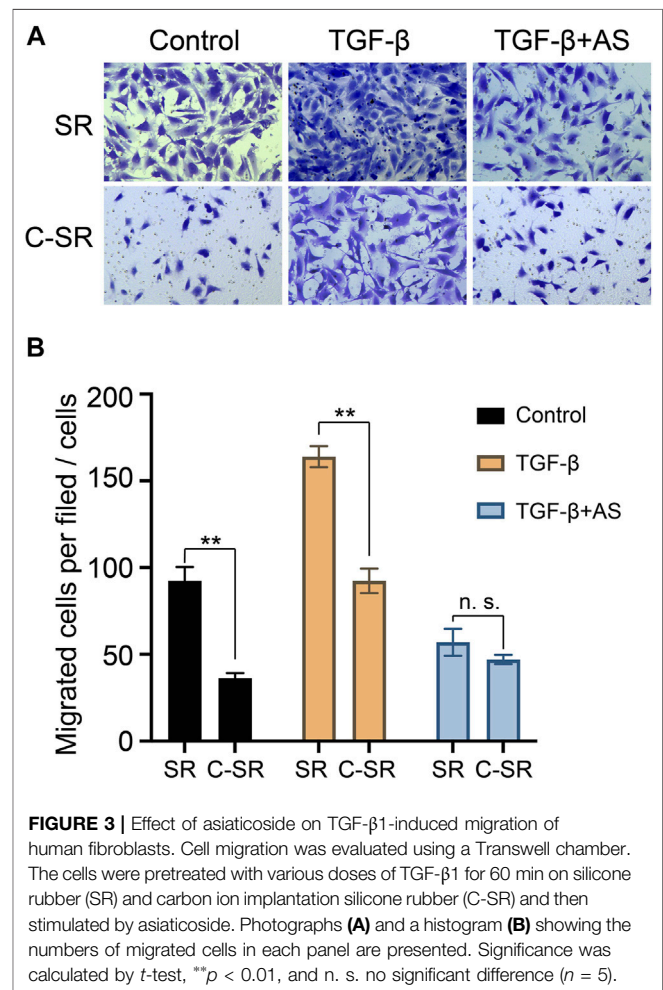 A
Control TGF-β TGF-β+AS
SR
C-SR
B
200
150
100
50
0
Migrated cells per filed / cells
**
**
n. s.
Control
TGF-β
TGF-β+AS
SR C-SR SR C-SR SR C-SR
FIGURE 3 | Effect of asiaticoside on TGF-β1-induced migration of
human fibroblasts. Cell migration was evaluated using a Transwell chamber.
The cells were pretreated with various doses of TGF-β1 for 60 min on silicone
rubber (SR) and carbon ion implantation silicone rubber (C-SR) and then
stimulated by asiaticoside. Photographs (A) and a histogram (B) showing the
numbers of migrated cells in each panel are presented. Significance was
calculated by t-test, **p < 0.01, and n. s. no significant difference (n = 5).